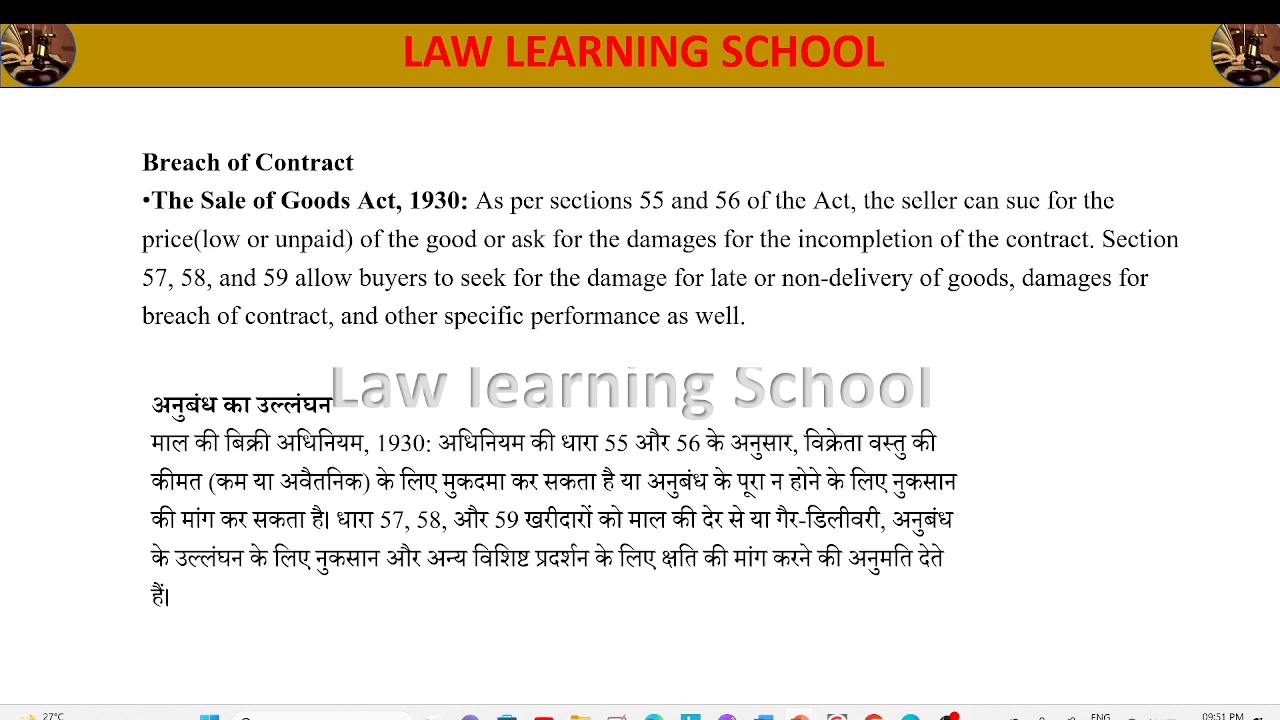 LAW LEARNING SCHOOL
Breach of Contract
•The Sale of Goods Act, 1930: As per sections 55 and 56 of the Act, the seller can sue for the
price(low or unpaid) of the good or ask for the damages for the incompletion of the contract. Section
57, 58, and 59 allow buyers to seek for the damage for late or non-delivery of goods, damages for
breach of contract, and other specific performance as well.
Law learning School
अनुबंध का उल्लंघन
माल की बिक्री अधिनियम, 1930: अधिनियम की धारा 55 और 56 के अनुसार, विक्रेता वस्तु की
कीमत (कम या अवैतनिक) के लिए मुकदमा कर सकता है या अनुबंध के पूरा न होने के लिए नुकसान
की मांग कर सकता है। धारा 57, 58, और 59 खरीदारों को माल की देर से या गैर-डिलीवरी, अनुबंध
के उल्लंघन के लिए नुकसान और अन्य विशिष्ट प्रदर्शन के लिए क्षति की मांग करने की अनुमति देते
हैं।
27°C
ENG
09:51 PM